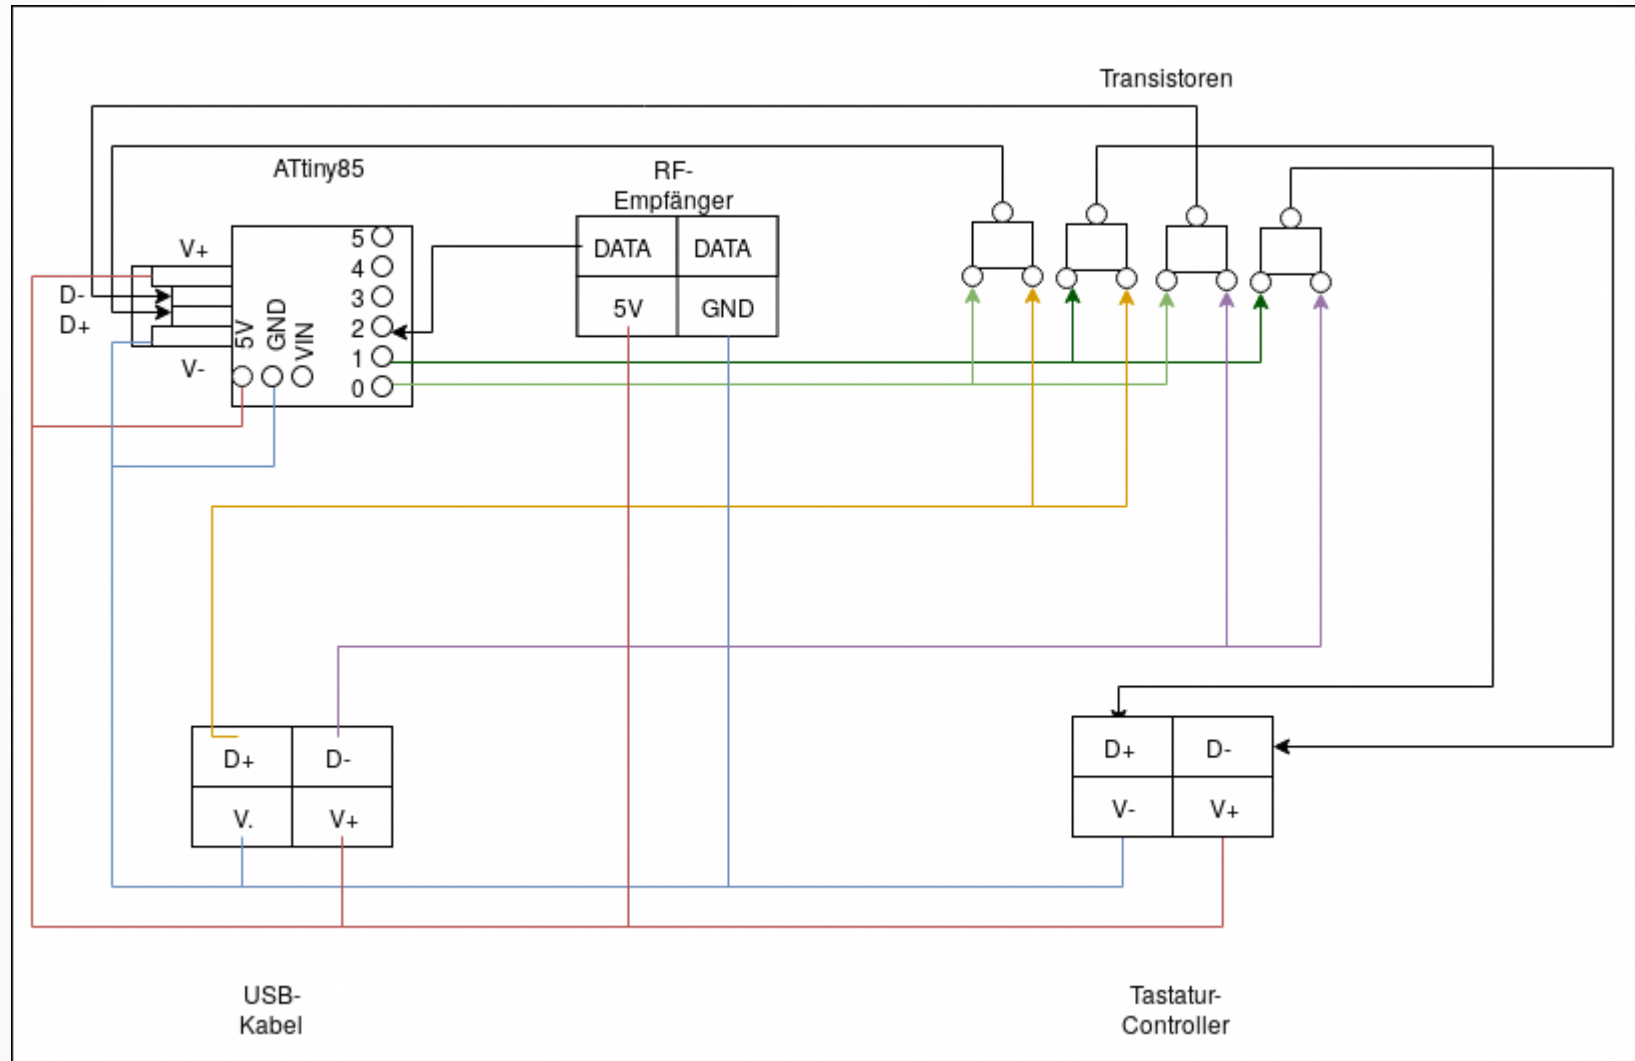 Transistoren
ATtiny85
RF-
Empfänger
V+
D-
D+
V-
5V
GND
VIN
5
4
3
2
1
0
DATA
DATA
5V
GND
D+
D-
V.
V+
D+
D-
V-
V+
USB-
Kabel
Tastatur-
Controller